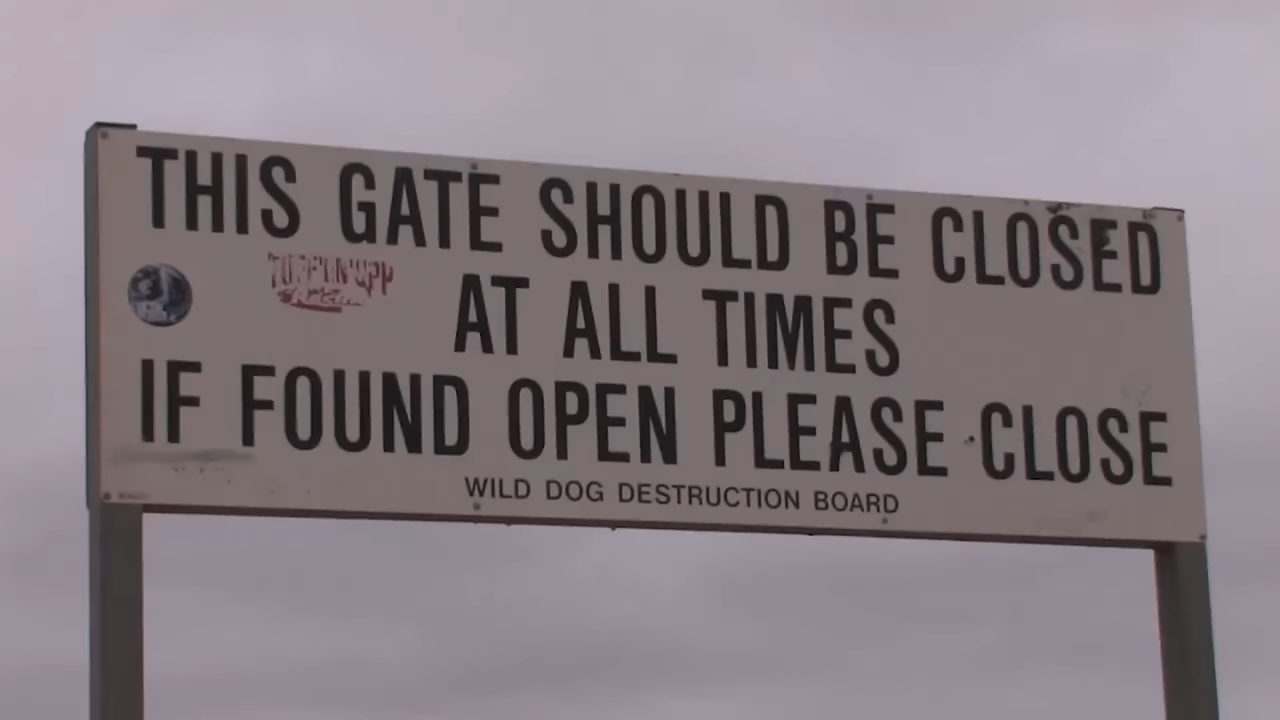 THIS GATE SHOULD BE CLOSED
AT ALL TIMES
IF FOUND OPEN PLEASE CLOSE
WILD DOG DESTRUCTION BOARD